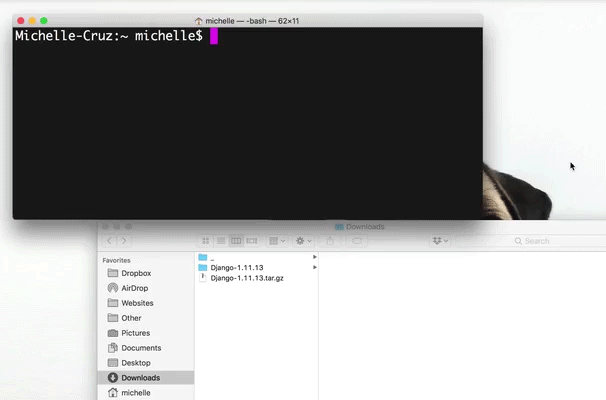 michelle — -bash — 62×11
Michelle-Cruz:~ michelle$
Downloads
Search
Favorites
Dropbox
AirDrop
Websites
Other
Pictures
Documents
Desktop
Downloads
michelle
_
Django-1.11.13
Django-1.11.13.tar.gz